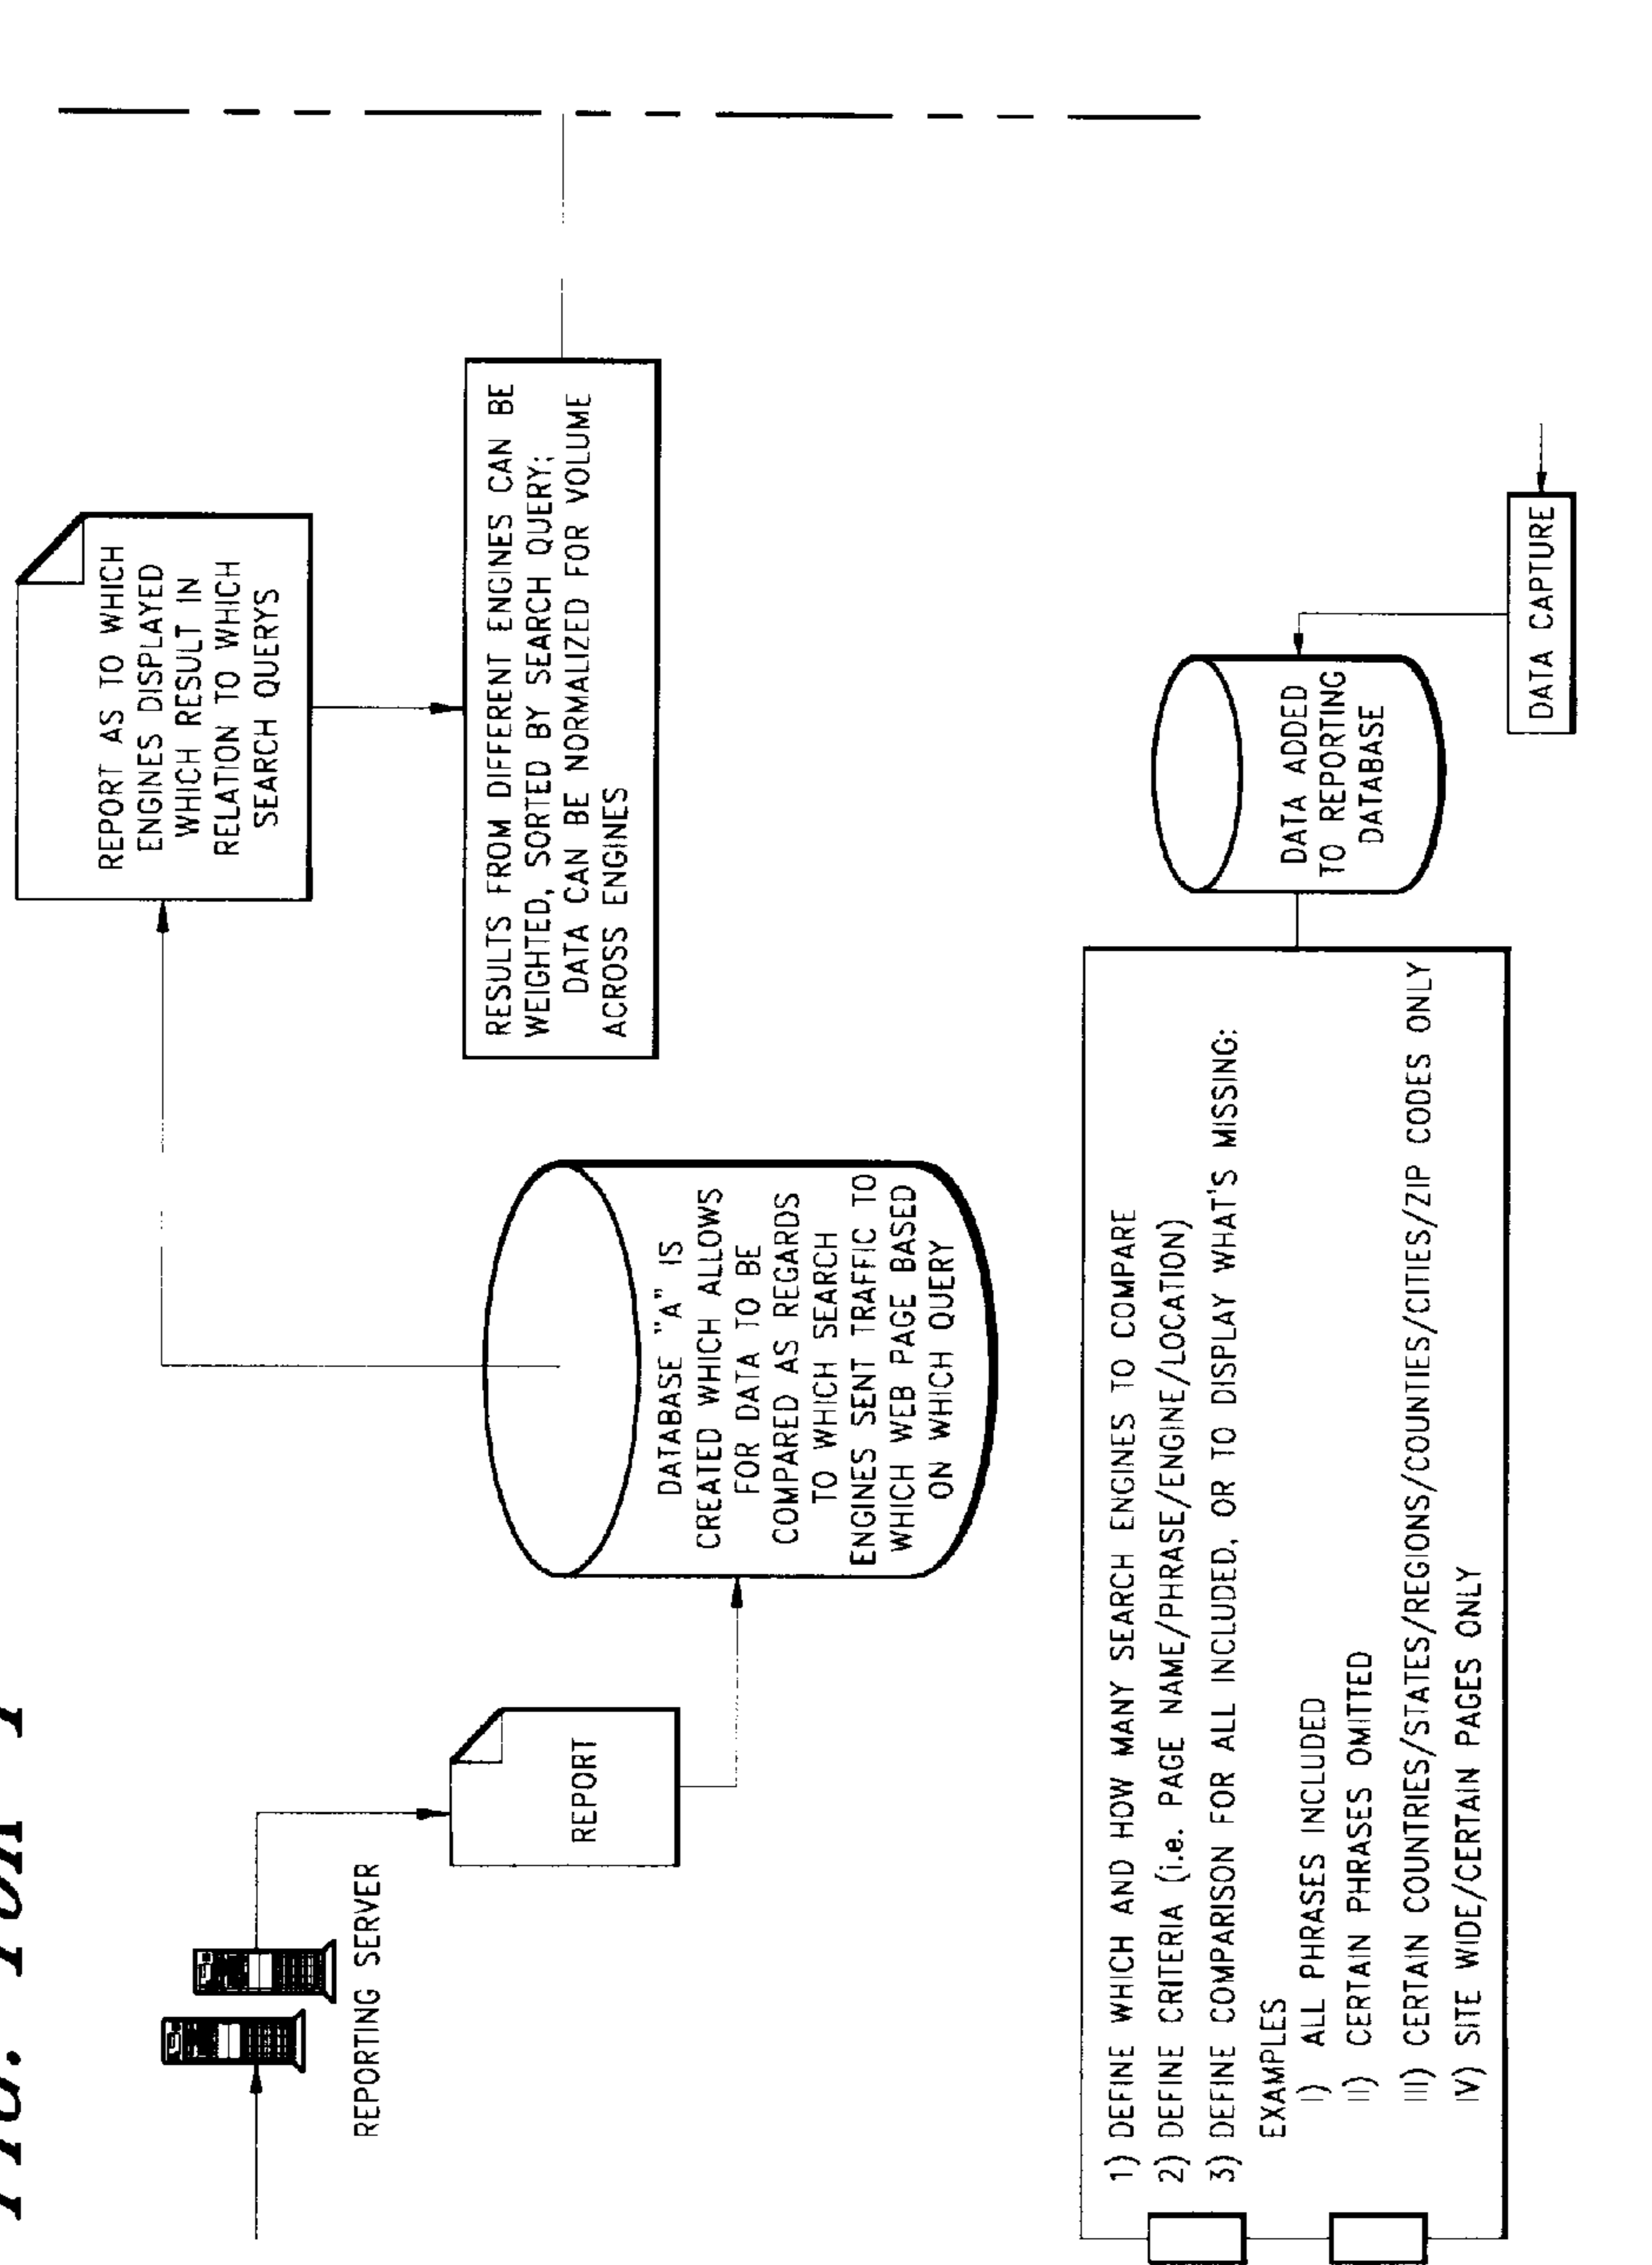 FIG.
REPORTING SERVER
REPORT
DATABASE "A" IS
CREATED WHICH ALLOWS
FOR DATA TO BE
COMPARED AS REGARDS
TO WHICH SEARCH
ENGINES SENT TRAFFIC TO
WHICH WEB PAGE BASED
ON WHICH QUERY
REPORT AS TO WHICH
ENGINES DISPLAYED
WHICH RESULT IN
RELATION TO WHICH
SEARCH QUERYS
RESULTS FROM DIFFERENT ENGINES CAN BE
WEIGHTED, SORTED BY SEARCH QUERY;
DATA CAN BE NORMALIZED FOR VOLUME
ACROSS ENGINES
1) DEFINE WHICH AND HOW MANY SEARCH ENGINES TO COMPARE
2) DEFINE CRITERIA (i.e. PAGE NAME/PHRASE/ENGINE/LOCATION)
3) DEFINE COMPARISON FOR ALL INCLUDED, OR TO DISPLAY WHAT'S MISSING:
EXAMPLES
I) ALL PHRASES INCLUDED
II) CERTAIN PHRASES OMITTED
III) CERTAIN COUNTRIES/STATES/REGIONS/COUNTIES/CITIES/ZIP CODES ONLY
IV) SITE WIDE/CERTAIN PAGES ONLY
DATA ADDED
TO REPORTING
DATABASE
DATA CAPTURE